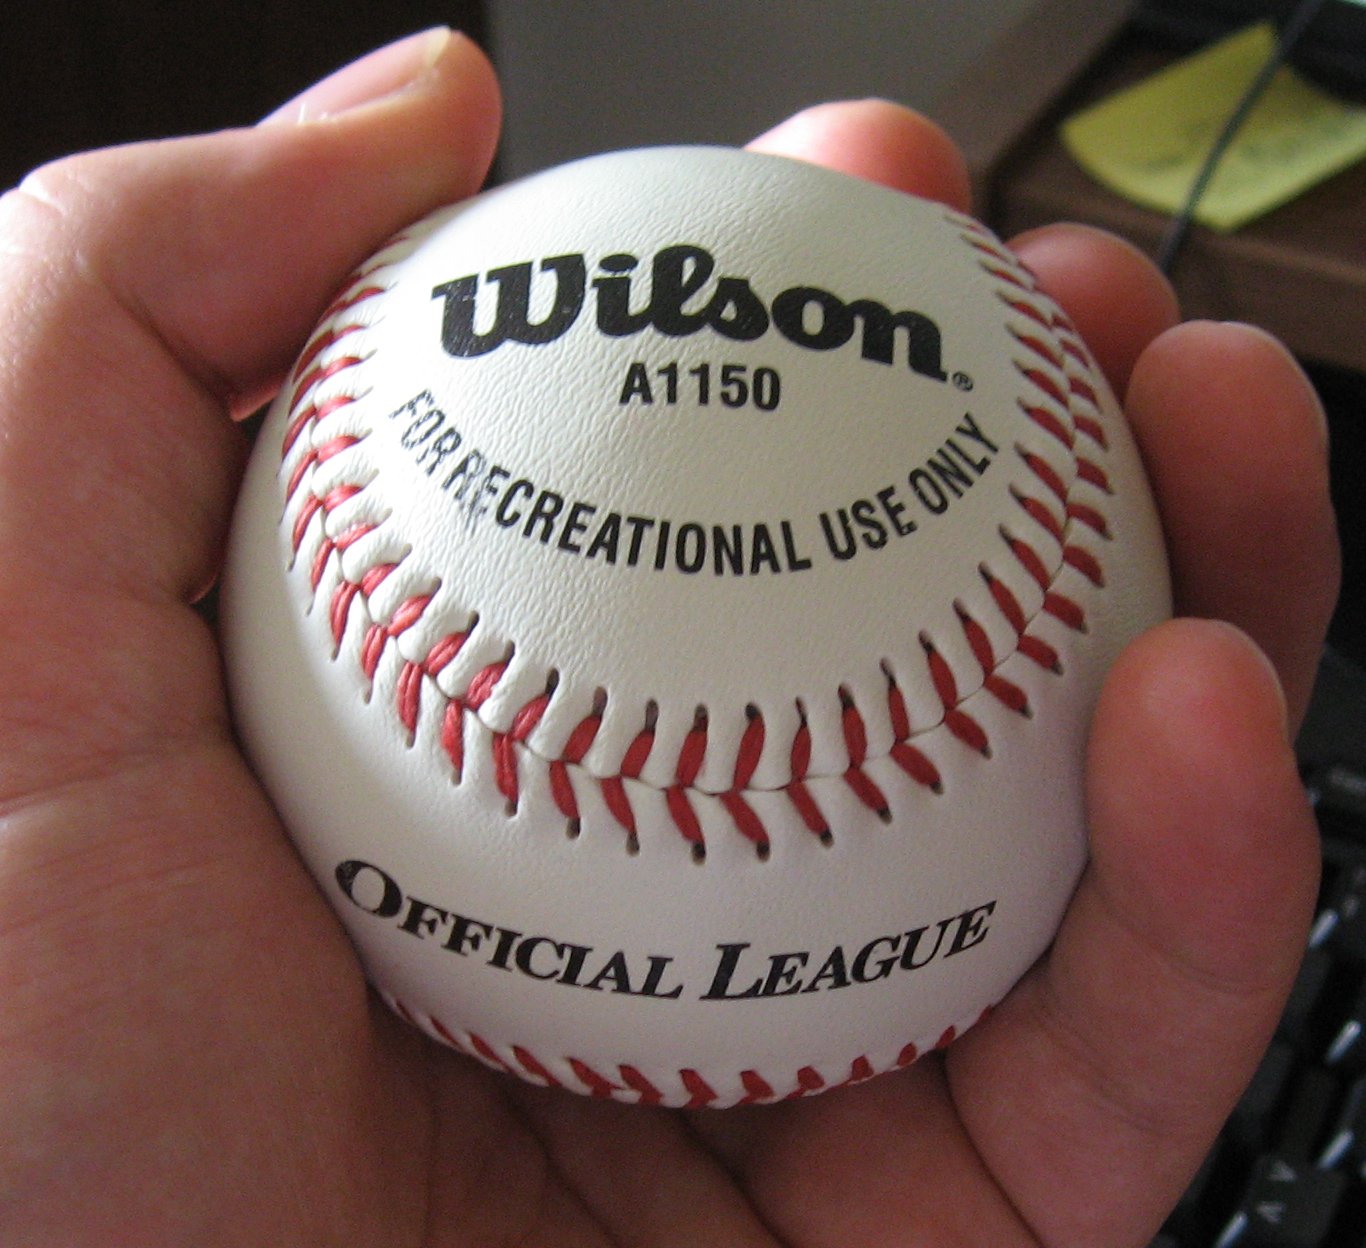 Wilson®
A1150
FOR RECREATIONAL USE ONLY
OFFICIAL LEAGUE